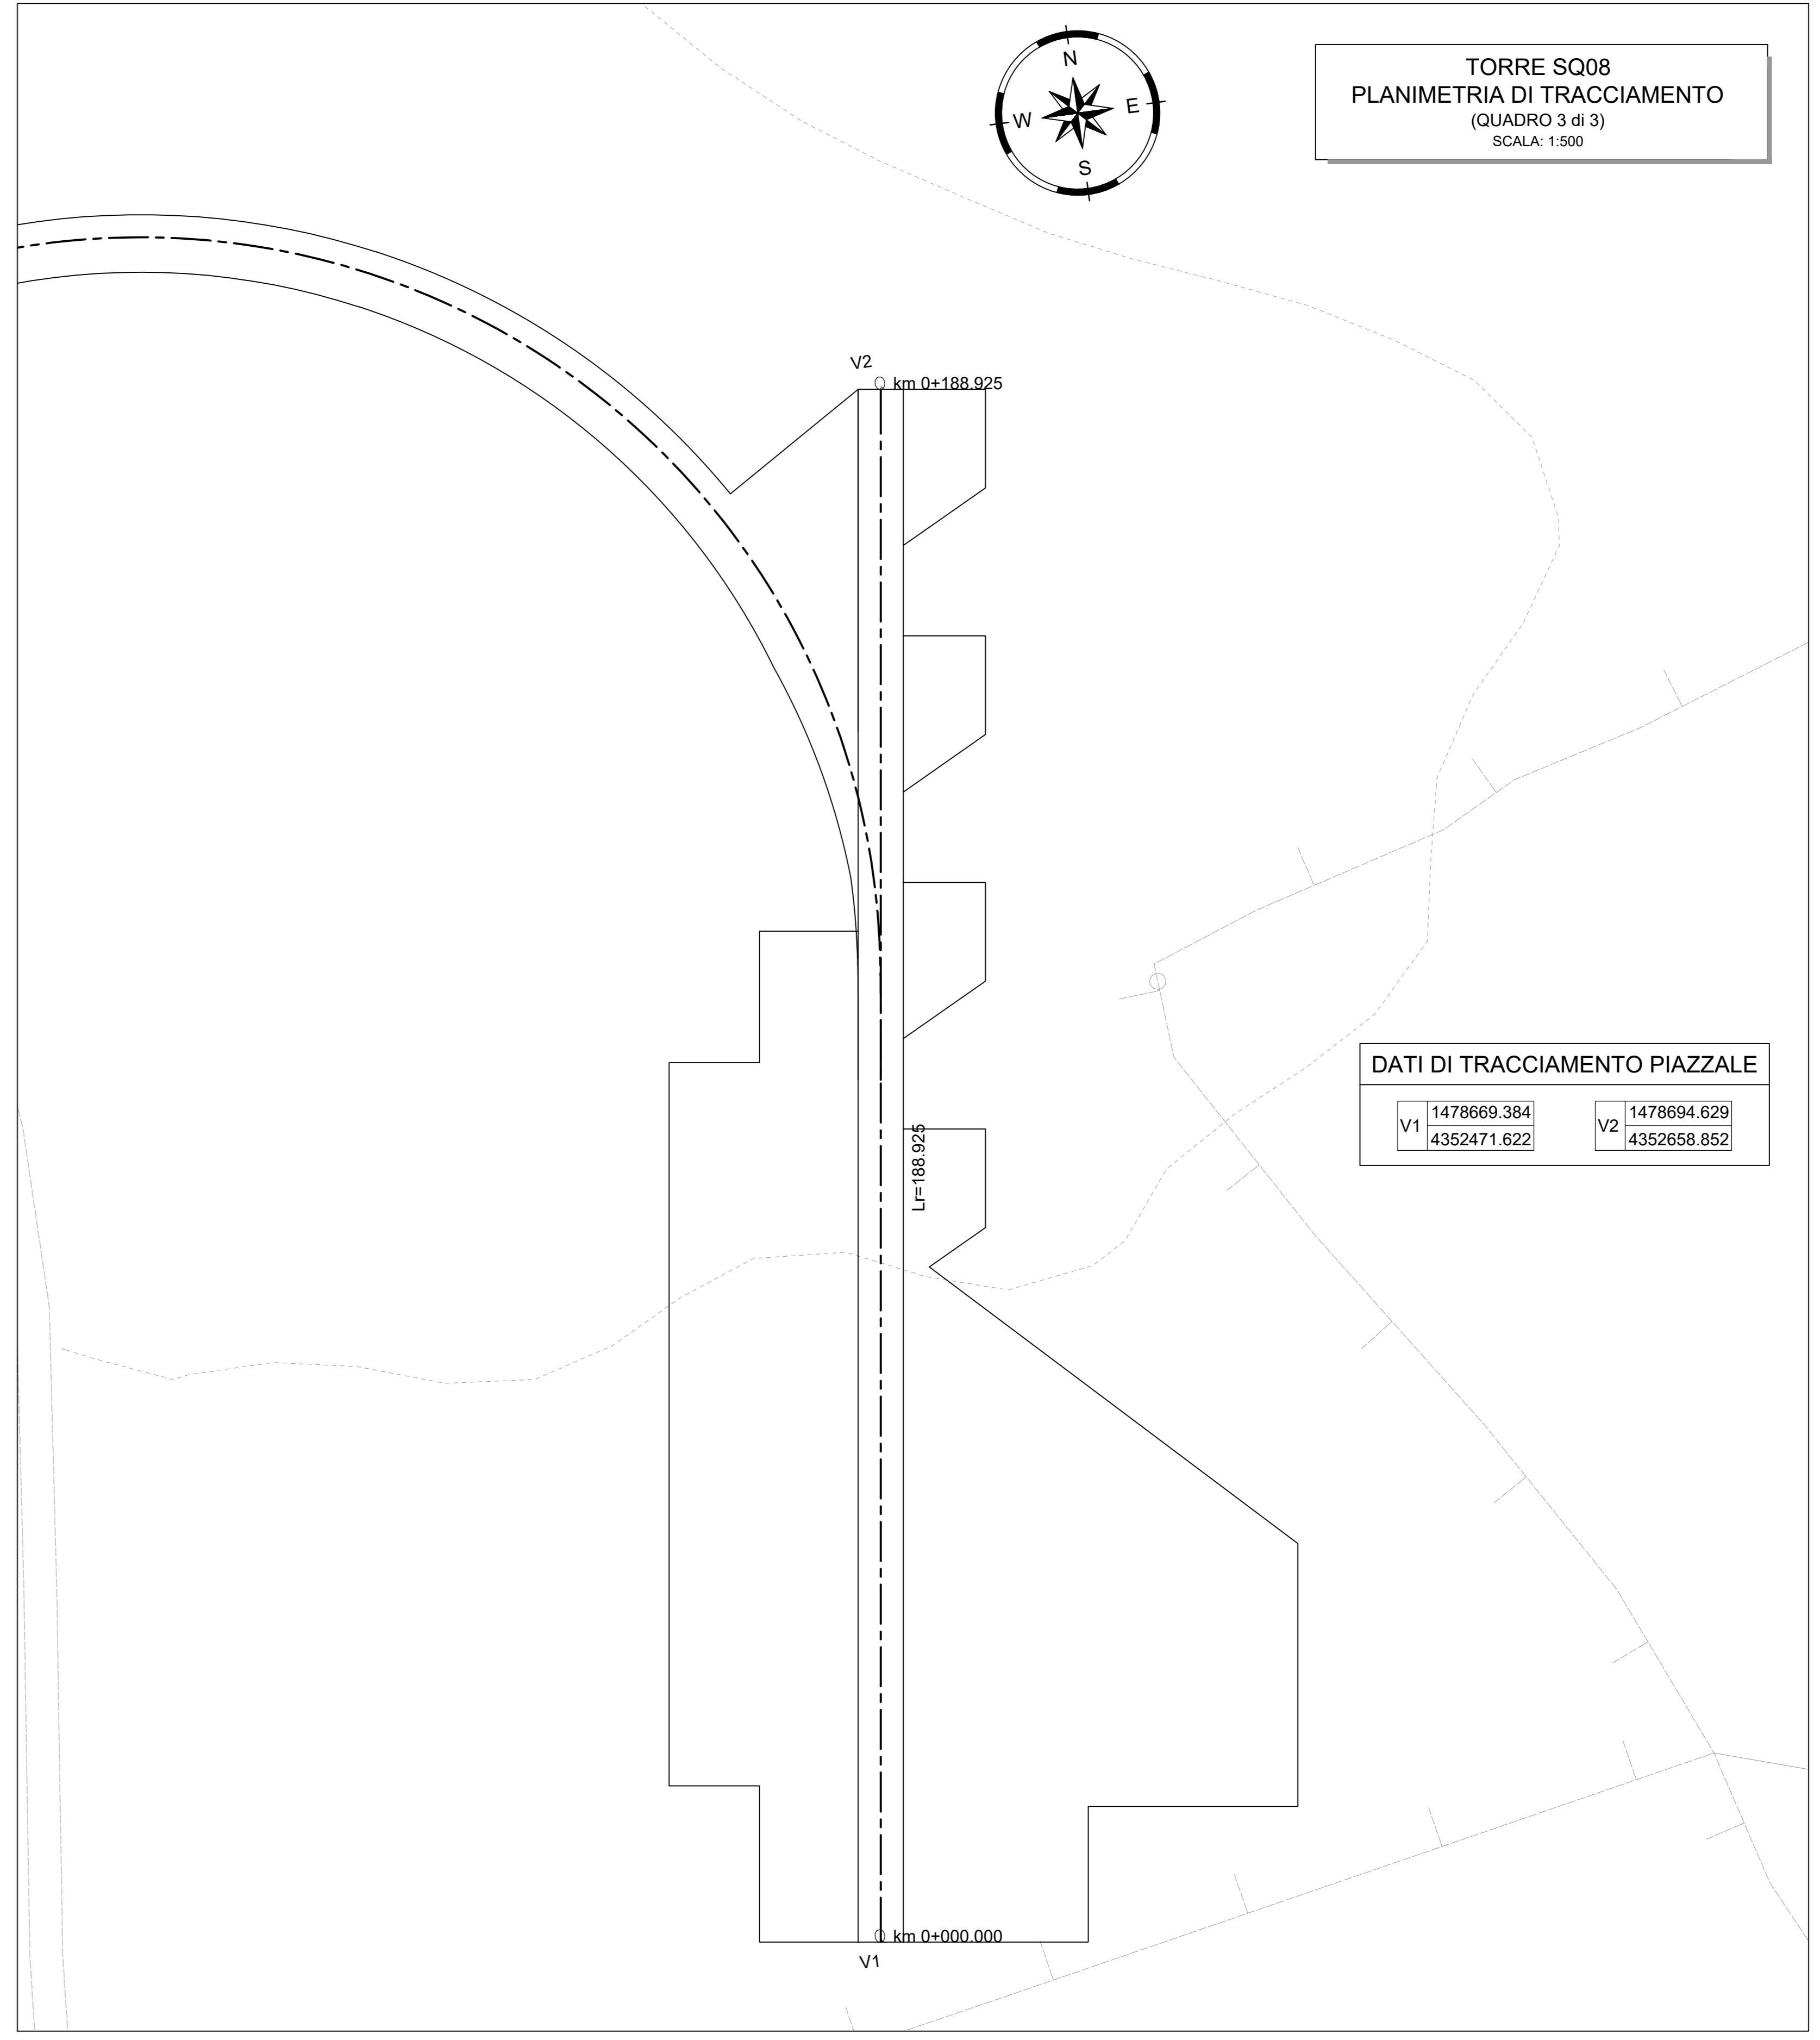 TORRE SQ08
PLANIMETRIA DI TRACCIAMENTO
(QUADRO 3 di 3)
SCALA: 1:500
N
W
E
S
V2
km 0+188.925
DATI DI TRACCIAMENTO PIAZZALE
V1
1478669.384
4352471.622
V2
1478694.629
4352658.852
Lr=188.925
km 0+000.000
V1